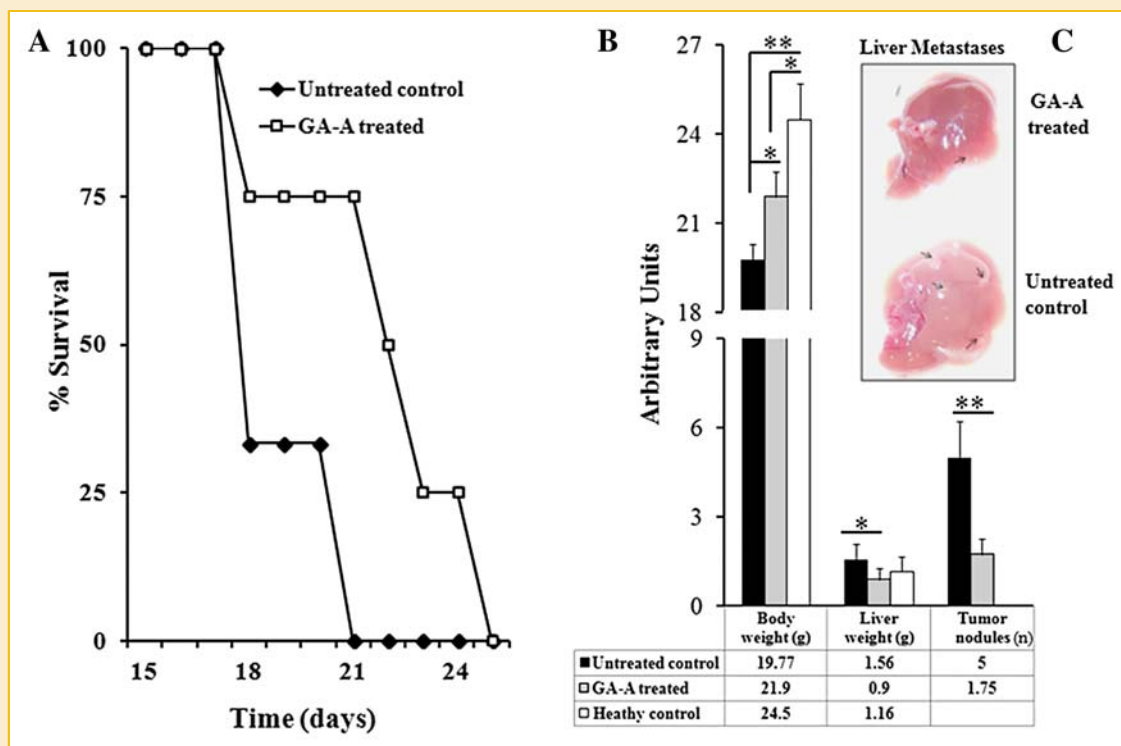 A
100
75
50
25
0
% Survival
Untreated control
GA-A treated
15 18 21 24
Time (days)
B
27
24
21
18
9
6
3
0
Arbitrary Units
**
*
*
*
**
C
Liver Metastases
GA-A
treated
Untreated
control
Body
weight (g)
Liver
weight (g)
Tumor
nodules (n)
Untreated control 19.77 1.56 5
GA-A treated 21.9 0.9 1.75
Heathy control 24.5 1.16